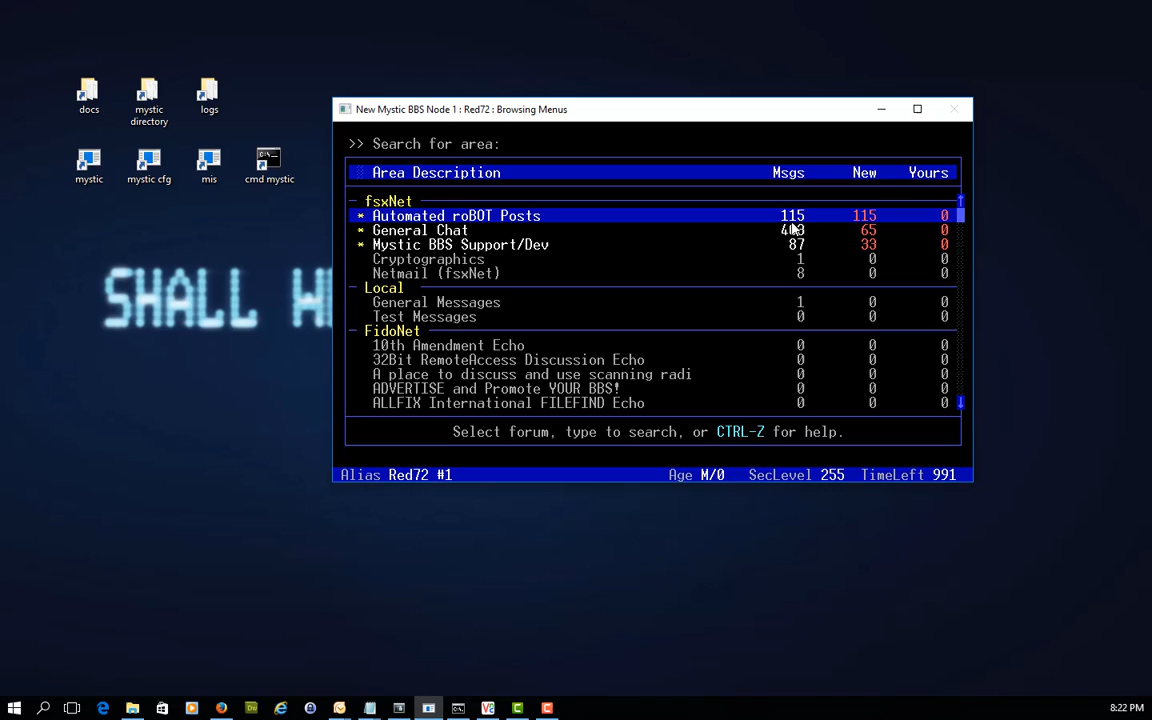 docs
mystic directory
logs
mystic
mystic cfg
mis
cmd mystic
SHALL
New Mystic BBS Node 1 : Red72 : Browsing Menus
>> Search for area:
Area Description Msgs New Yours
fsxNet
* Automated roBOT Posts 115 115 0
* General Chat 65 0
* Mystic BBS Support/Dev 87 33 0
Cryptographics 1 0 0
Netmail (fsxNet) 8 0 0
Local
General Messages 1 0 0
Test Messages 0 0 0
FidoNet
10th Amendment Echo 0 0 0
32Bit RemoteAccess Discussion Echo 0 0 0
A place to discuss and use scanning radi 0 0 0
ADVERTISE and Promote YOUR BBS! 0 0 0
ALLFIX International FILEFIND Echo 0 0 0
Select forum, type to search, or CTRL-Z for help.
Alias Red72 #1 Age M/0 SecLevel 255 TimeLeft 991
8:22 PM